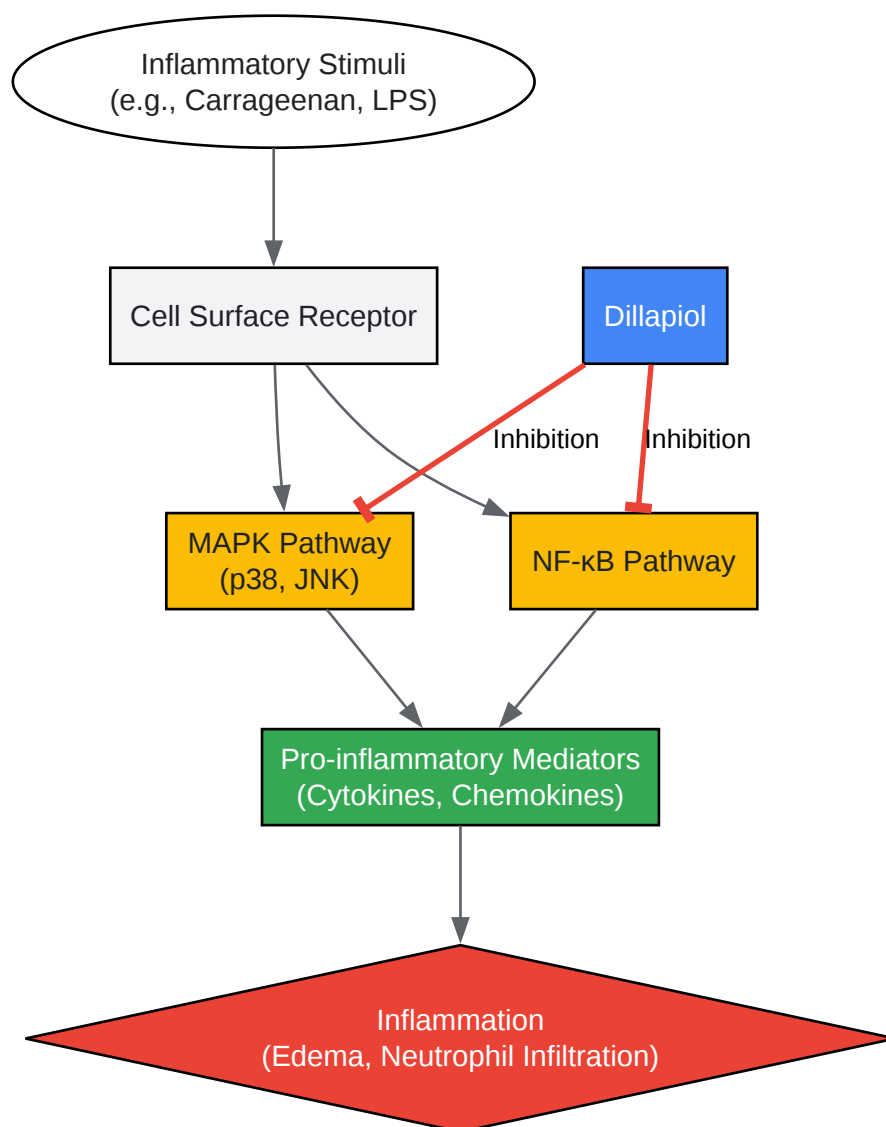 Inflammatory Stimuli
(e.g., Carrageenan, LPS)
Cell Surface Receptor
Dillapiol
Inhibition
Inhibition
MAPK Pathway
(p38, JNK)
NF-κB Pathway
Pro-inflammatory Mediators
(Cytokines, Chemokines)
Inflammation
(Edema, Neutrophil Infiltration)